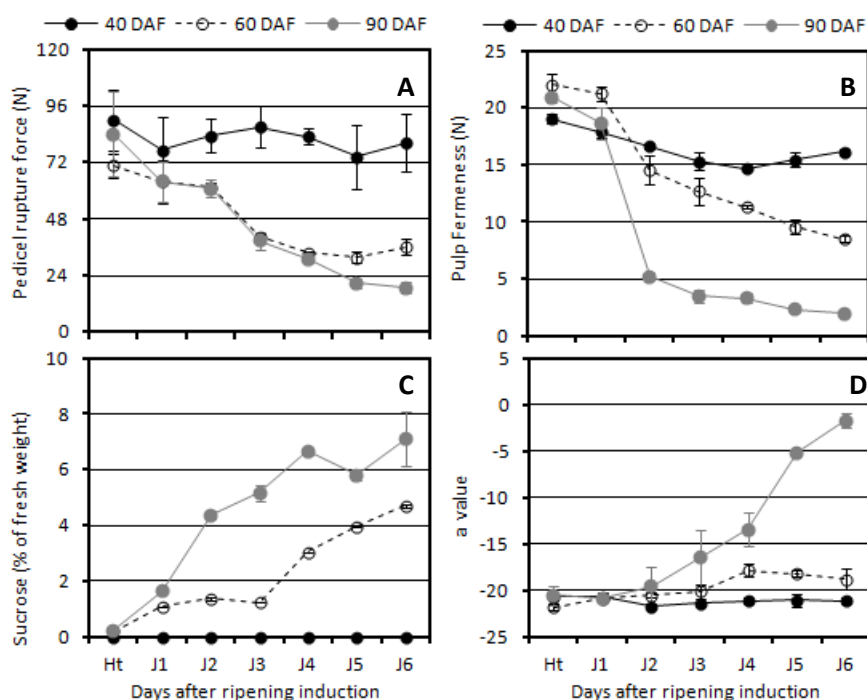 40 DAF 60 DAF 90 DAF
40 DAF 60 DAF 90 DAF
Pedicel rupture force (N)
120
96
72
48
24
0
A
Pulp Fermeness (N)
25
20
15
10
5
0
B
Sucrose (% of fresh weight)
10
8
6
4
2
0
C
Ht J1 J2 J3 J4 J5 J6
Days after ripening induction
a value
5
0
-5
-10
-15
-20
-25
D
Ht J1 J2 J3 J4 J5 J6
Days after ripening induction